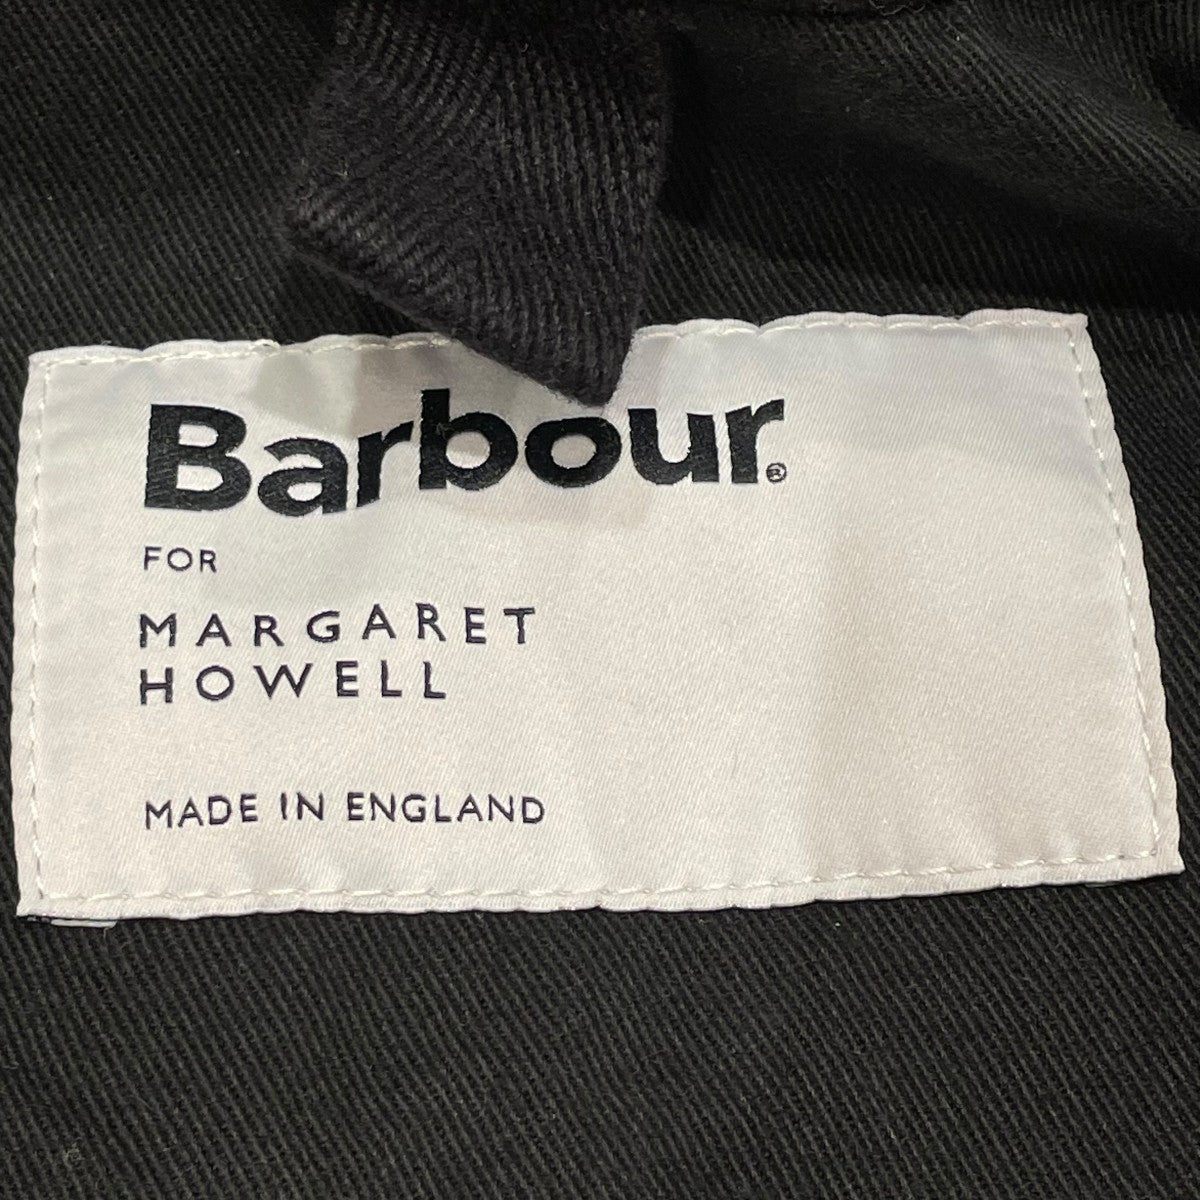 Barbour®
FOR
MARGARET
HOWELL
MADE IN ENGLAND